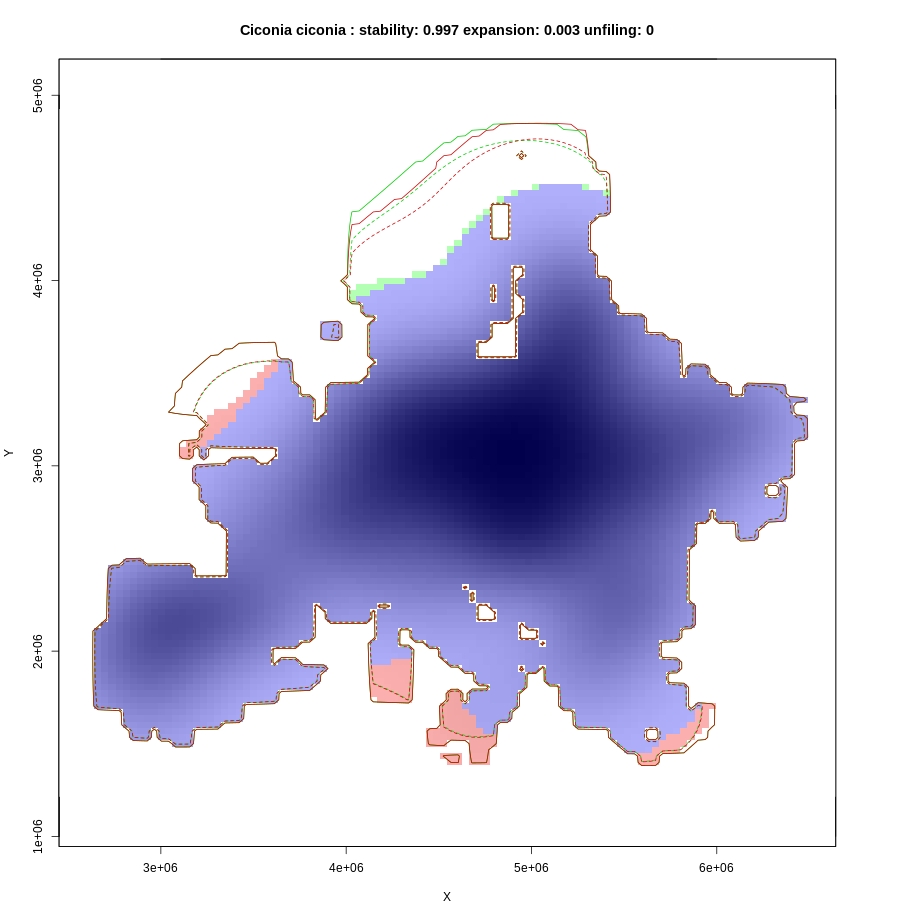 Ciconia ciconia : stability: 0.997 expansion: 0.003 unfiling: 0
5e+06
4e+06
3e+06
2e+06
1e+06
Y
3e+06 4e+06 5e+06 6e+06
X